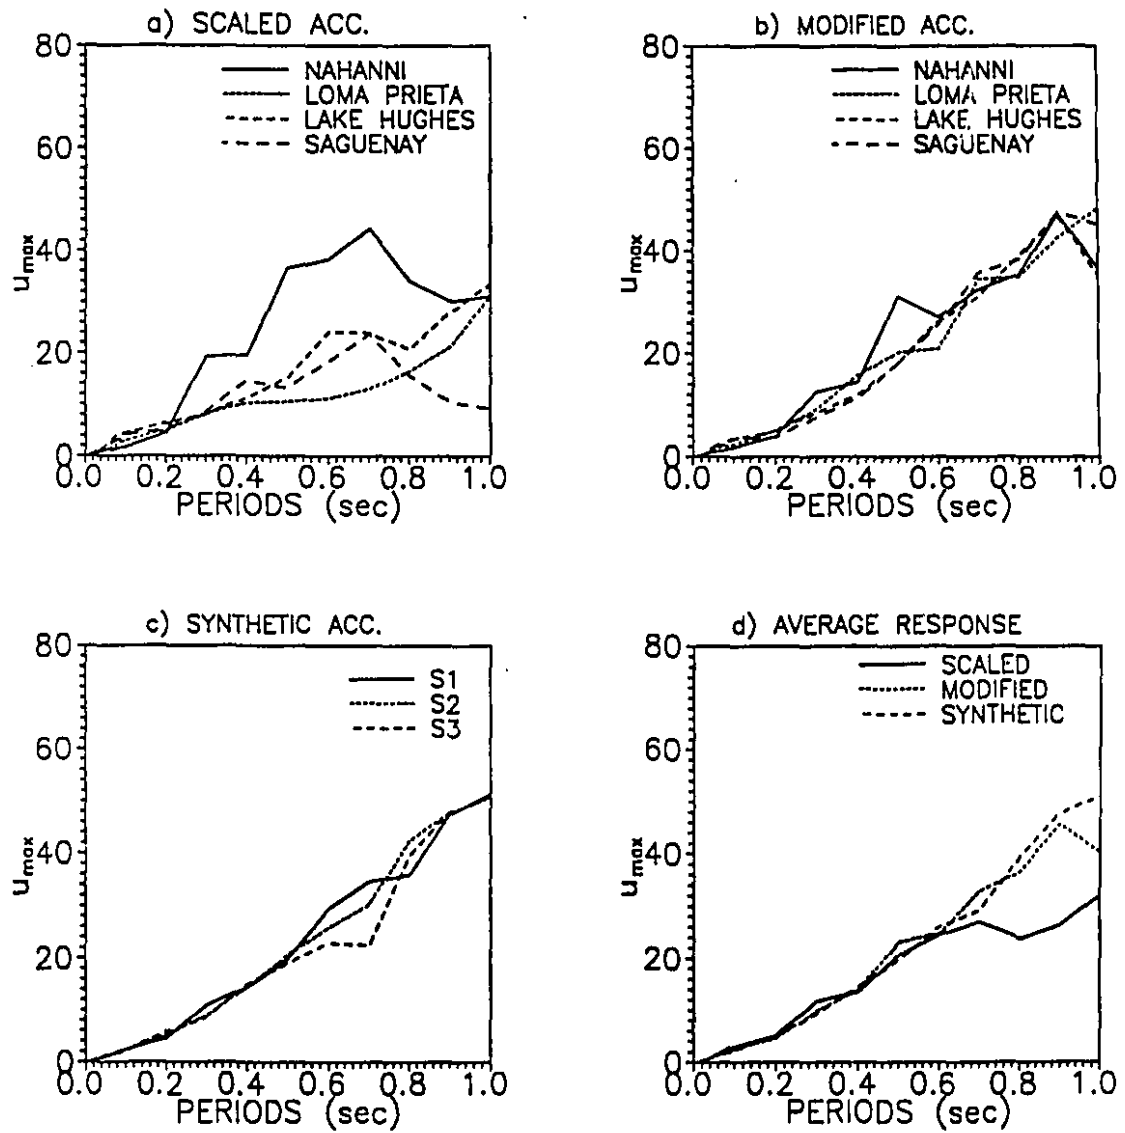 a) SCALED ACC.
80
60
40
20
0
u_max
NAHANNI
LOMA PRIETA
LAKE HUGHES
SAGUENAY
0.0 0.2 0.4 0.6 0.8 1.0
PERIODS (sec)
b) MODIFIED ACC.
80
60
40
20
0
u_max
NAHANNI
LOMA PRIETA
LAKE HUGHES
SAGUENAY
0.0 0.2 0.4 0.6 0.8 1.0
PERIODS (sec)
c) SYNTHETIC ACC.
80
60
40
20
0
u_max
S1
S2
S3
0.0 0.2 0.4 0.6 0.8 1.0
PERIODS (sec)
d) AVERAGE RESPONSE
80
60
40
20
0
u_max
SCALED
MODIFIED
SYNTHETIC
0.0 0.2 0.4 0.6 0.8 1.0
PERIODS (sec)